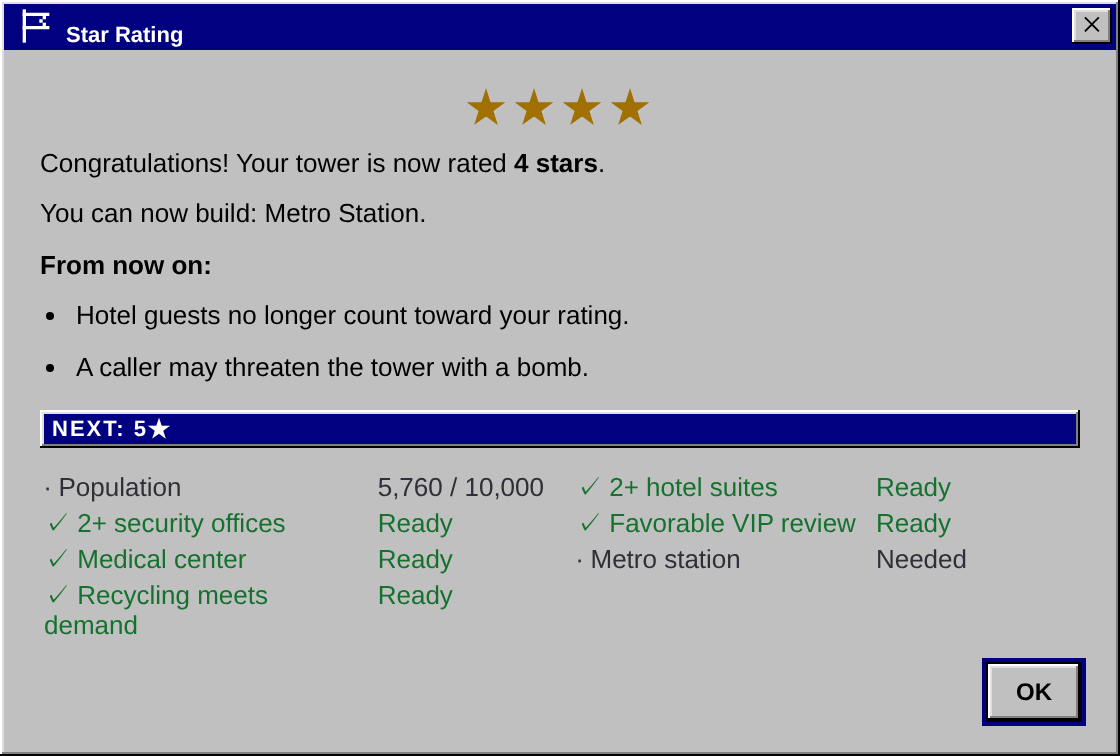 Star Rating
★★★★
Congratulations! Your tower is now rated 4 stars.
You can now build: Metro Station.
From now on:
• Hotel guests no longer count toward your rating.
• A caller may threaten the tower with a bomb.
NEXT: 5★
· Population 5,760 / 10,000 ✓ 2+ hotel suites Ready
✓ 2+ security offices Ready ✓ Favorable VIP review Ready
✓ Medical center Ready · Metro station Needed
✓ Recycling meets Ready
demand
OK